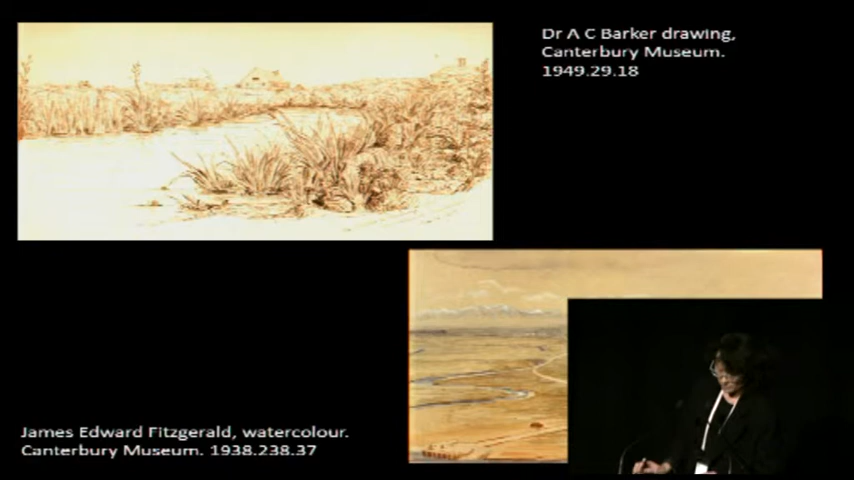 Dr A C Barker drawing,
Canterbury Museum.
1949.29.18
James Edward Fitzgerald, watercolour.
Canterbury Museum. 1938.238.37